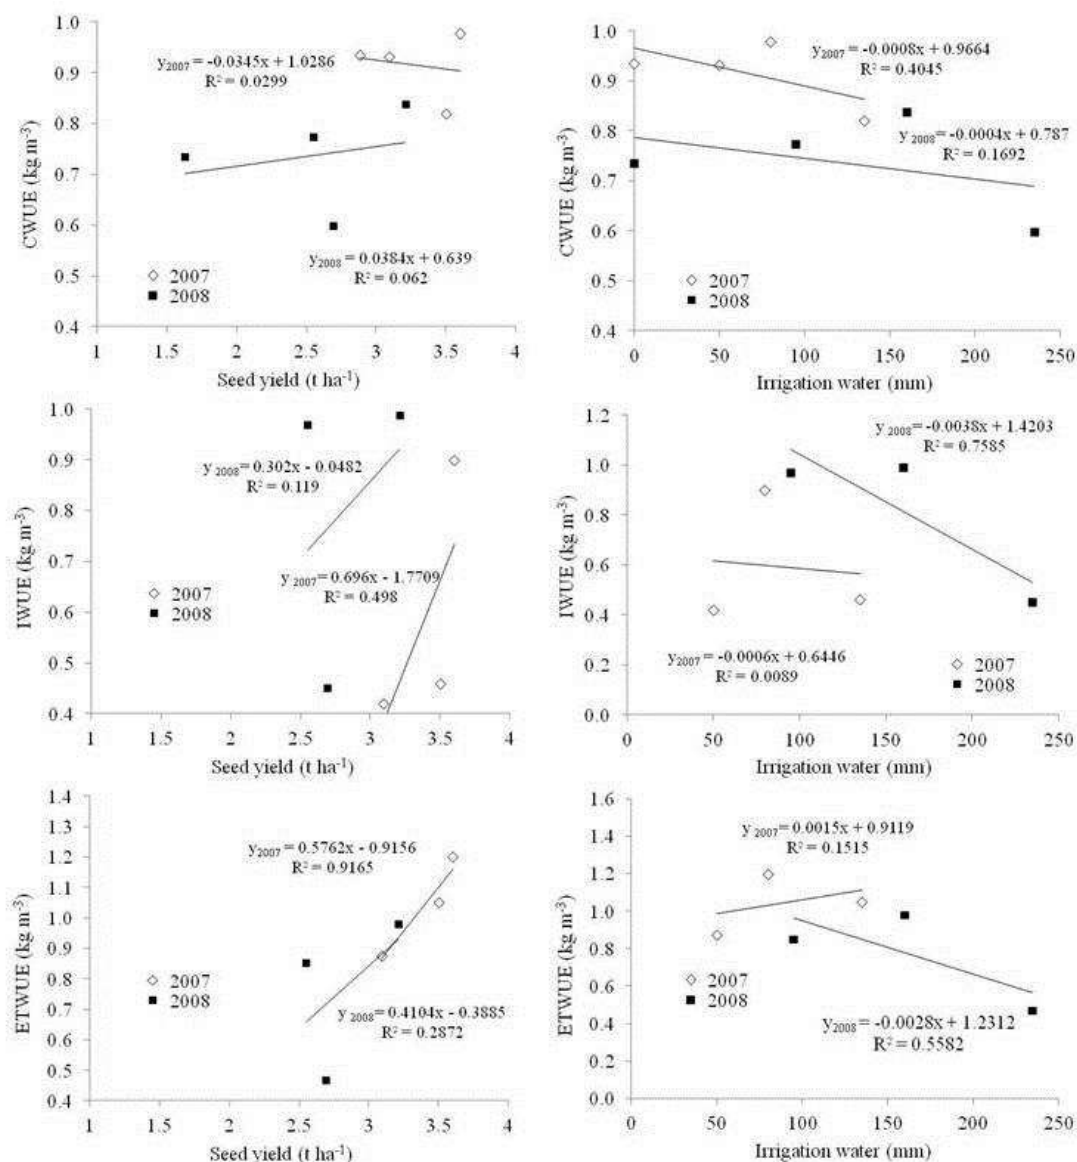 1.0
0.9
0.8
0.7
0.6
0.5
0.4
CWUE (kg m⁻³)
y2007= -0.0345x + 1.0286
R² = 0.0299
y2008= 0.0384x + 0.639
R² = 0.062
2007
2008
1 1.5 2 2.5 3 3.5 4
Seed yield (t ha⁻¹)
1.0
0.9
0.8
0.7
0.6
0.5
0.4
CWUE (kg m⁻³)
y2007= -0.0008x + 0.9664
R² = 0.4045
y2008= -0.0004x + 0.787
R² = 0.1692
2007
2008
0 50 100 150 200 250
Irrigation water (mm)
1.0
0.9
0.8
0.7
0.6
0.5
0.4
IWUE (kg m⁻³)
y 2008= 0.302x - 0.0482
R² = 0.119
y 2007= 0.696x - 1.7709
R² = 0.498
2007
2008
1 1.5 2 2.5 3 3.5 4
Seed yield (t ha⁻¹)
1.2
1.0
0.8
0.6
0.4
0.2
0.0
IWUE (kg m⁻³)
y 2008= -0.0038x + 1.4203
R² = 0.7585
y 2007= -0.0006x + 0.6446
R² = 0.0089
2007
2008
0 50 100 150 200 250
Irrigation water (mm)
1.4
1.3
1.2
1.1
1.0
0.9
0.8
0.7
0.6
0.5
0.4
ETWUE (kg m⁻³)
y2007= 0.5762x - 0.9156
R² = 0.9165
2007
2008
y2008= 0.4104x - 0.3885
R² = 0.2872
1 1.5 2 2.5 3 3.5 4
Seed yield (t ha⁻¹)
1.6
1.4
1.2
1.0
0.8
0.6
0.4
0.2
0.0
ETWUE (kg m⁻³)
y 2007= 0.0015x + 0.9119
R² = 0.1515
2007
2008
y2008= -0.0028x + 1.2312
R² = 0.5582
0 50 100 150 200 250
Irrigation water (mm)